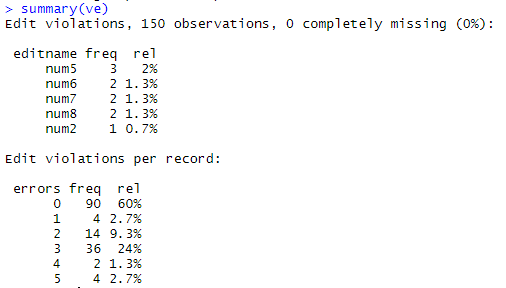 > summary(ve)
Edit violations, 150 observations, 0 completely missing (0%):
editname freq rel
num5 3 2%
num6 2 1.3%
num7 2 1.3%
num8 2 1.3%
num2 1 0.7%
Edit violations per record:
errors freq rel
0 90 60%
1 4 2.7%
2 14 9.3%
3 36 24%
4 2 1.3%
5 4 2.7%